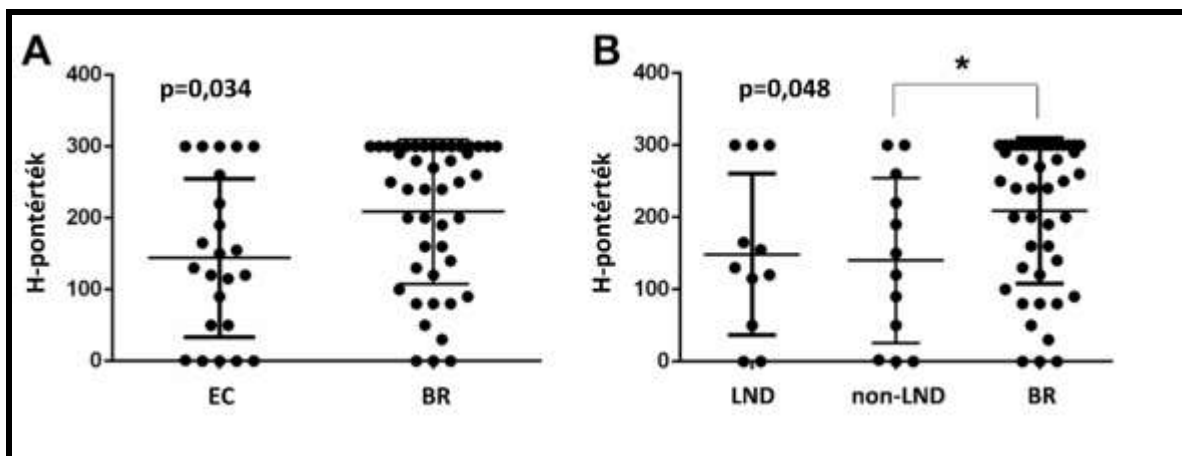 A
H-pontérték
400
300
200
100
0
p=0,034
EC
BR
B
H-pontérték
400
300
200
100
0
p=0,048
*
LND
non-LND
BR